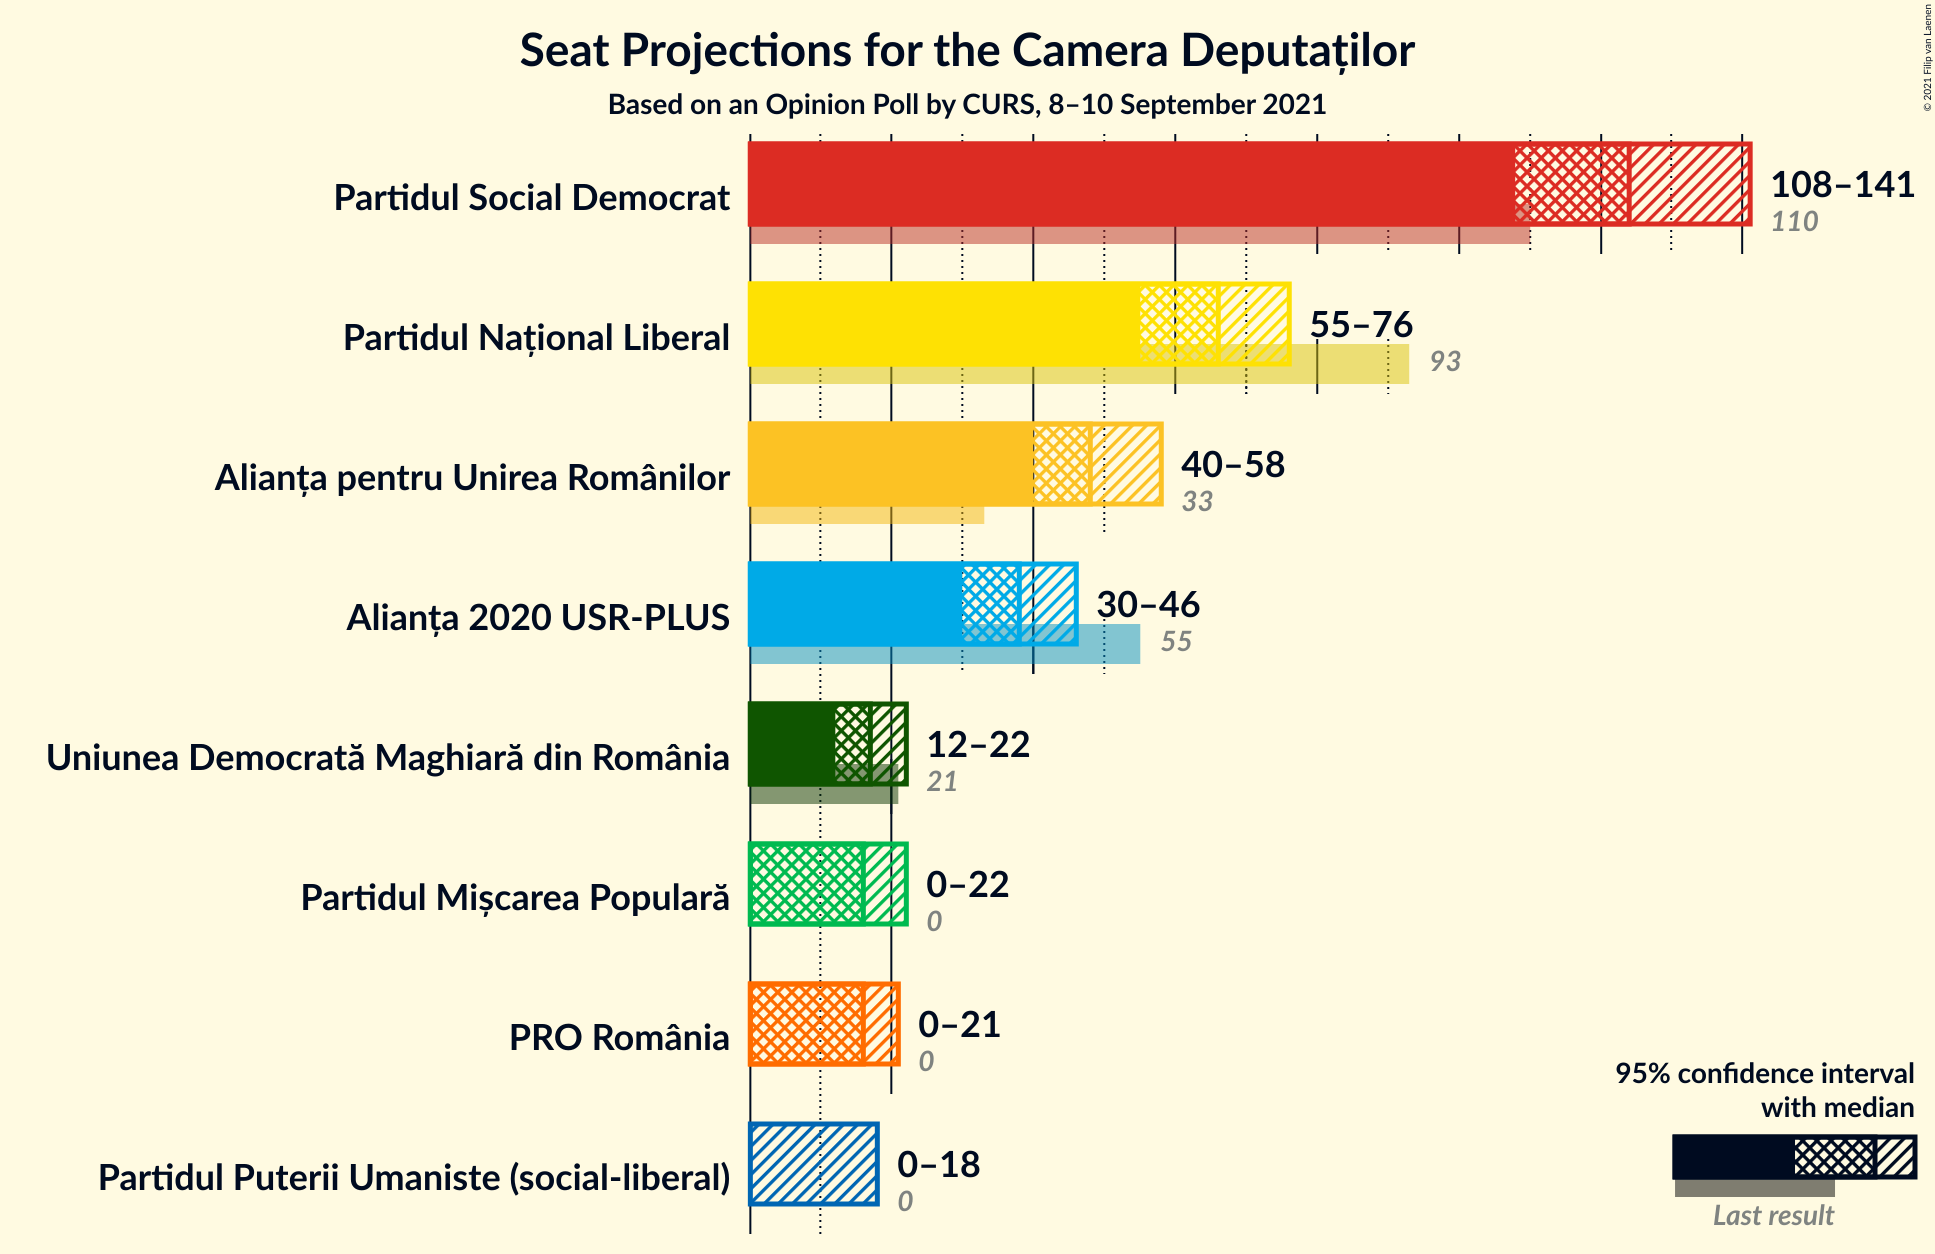 Seat Projections for the Camera Deputaților
Based on an Opinion Poll by CURS, 8–10 September 2021
© 2021 Filip van Laenen
Partidul Social Democrat
108–141
110
Partidul Național Liberal
55–76
93
Alianța pentru Unirea Românilor
40–58
33
Alianța 2020 USR-PLUS
30–46
55
Uniunea Democrată Maghiară din România
12–22
21
Partidul Mișcarea Populară
0–22
0
PRO România
0–21
0
Partidul Puterii Umaniste (social-liberal)
0–18
0
95% confidence interval
with median
Last result